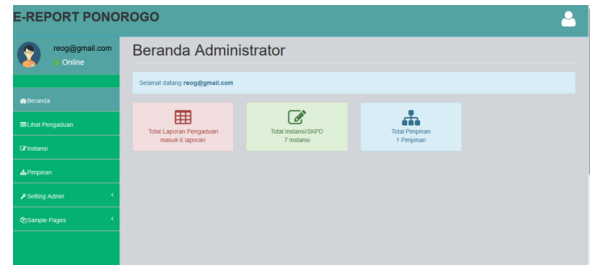 E-REPORT PONOROGO
reog@gmail.com
Online
Beranda
Lihat Pengaduan
Instansi
Pimpinan
Setting Admin
Sample Pages
Beranda Administrator
Selamat datang reog@gmail.com
Total Laporan Pengaduan
masuk 6 laporan.
Total Instansi/SKPD
7 Instansi
Total Pimpinan
1 Pimpinan